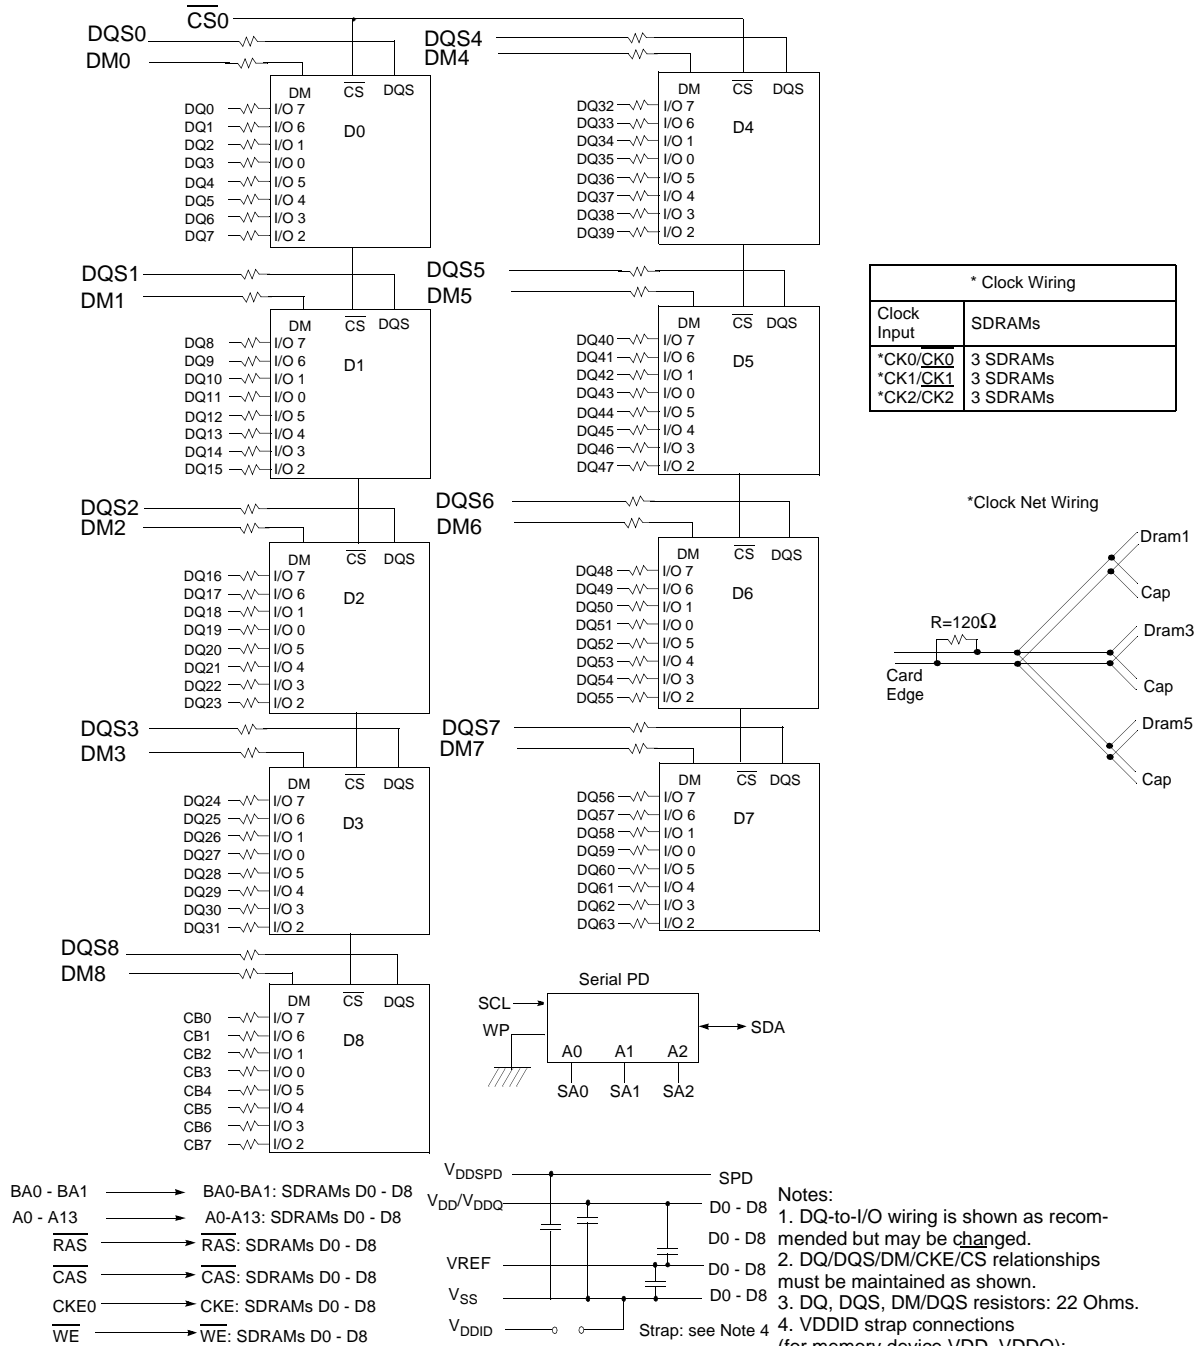 CS0
DQS0
DM0
DM CS DQS
D0
DQ0 I/O 7
DQ1 I/O 6
DQ2 I/O 1
DQ3 I/O 0
DQ4 I/O 5
DQ5 I/O 4
DQ6 I/O 3
DQ7 I/O 2
DQS1
DM1
DM CS DQS
D1
DQ8 I/O 7
DQ9 I/O 6
DQ10 I/O 1
DQ11 I/O 0
DQ12 I/O 5
DQ13 I/O 4
DQ14 I/O 3
DQ15 I/O 2
DQS2
DM2
DM CS DQS
D2
DQ16 I/O 7
DQ17 I/O 6
DQ18 I/O 1
DQ19 I/O 0
DQ20 I/O 5
DQ21 I/O 4
DQ22 I/O 3
DQ23 I/O 2
DQS3
DM3
DM CS DQS
D3
DQ24 I/O 7
DQ25 I/O 6
DQ26 I/O 1
DQ27 I/O 0
DQ28 I/O 5
DQ29 I/O 4
DQ30 I/O 3
DQ31 I/O 2
DQS8
DM8
DM CS DQS
D8
CB0 I/O 7
CB1 I/O 6
CB2 I/O 1
CB3 I/O 0
CB4 I/O 5
CB5 I/O 4
CB6 I/O 3
CB7 I/O 2
DQS4
DM4
DM CS DQS
D4
DQ32 I/O 7
DQ33 I/O 6
DQ34 I/O 1
DQ35 I/O 0
DQ36 I/O 5
DQ37 I/O 4
DQ38 I/O 3
DQ39 I/O 2
DQS5
DM5
DM CS DQS
D5
DQ40 I/O 7
DQ41 I/O 6
DQ42 I/O 1
DQ43 I/O 0
DQ44 I/O 5
DQ45 I/O 4
DQ46 I/O 3
DQ47 I/O 2
DQS6
DM6
DM CS DQS
D6
DQ48 I/O 7
DQ49 I/O 6
DQ50 I/O 1
DQ51 I/O 0
DQ52 I/O 5
DQ53 I/O 4
DQ54 I/O 3
DQ55 I/O 2
DQS7
DM7
DM CS DQS
D7
DQ56 I/O 7
DQ57 I/O 6
DQ58 I/O 1
DQ59 I/O 0
DQ60 I/O 5
DQ61 I/O 4
DQ62 I/O 3
DQ63 I/O 2
* Clock Wiring
Clock Input SDRAMs
*CK0/CK0 3 SDRAMs
*CK1/CK1 3 SDRAMs
*CK2/CK2 3 SDRAMs
*Clock Net Wiring
R=120Ω
Card
Edge
Dram1
Cap
Dram3
Cap
Dram5
Cap
Serial PD
SCL
WP
SDA
A0 A1 A2
SA0 SA1 SA2
BA0 - BA1 BA0-BA1: SDRAMs D0 - D8
A0 - A13 A0-A13: SDRAMs D0 - D8
RAS RAS: SDRAMs D0 - D8
CAS CAS: SDRAMs D0 - D8
CKE0 CKE: SDRAMs D0 - D8
WE WE: SDRAMs D0 - D8
VDDSPD SPD
VDD/VDDQ D0 - D8
D0 - D8
VREF D0 - D8
VSS D0 - D8
VDDID Strap: see Note 4
Notes:
1. DQ-to-I/O wiring is shown as recom-
mended but may be changed.
2. DQ/DQS/DM/CKE/CS relationships
must be maintained as shown.
3. DQ, DQS, DM/DQS resistors: 22 Ohms.
4. VDDID strap connections
(for memory device VDD, VDDQ):